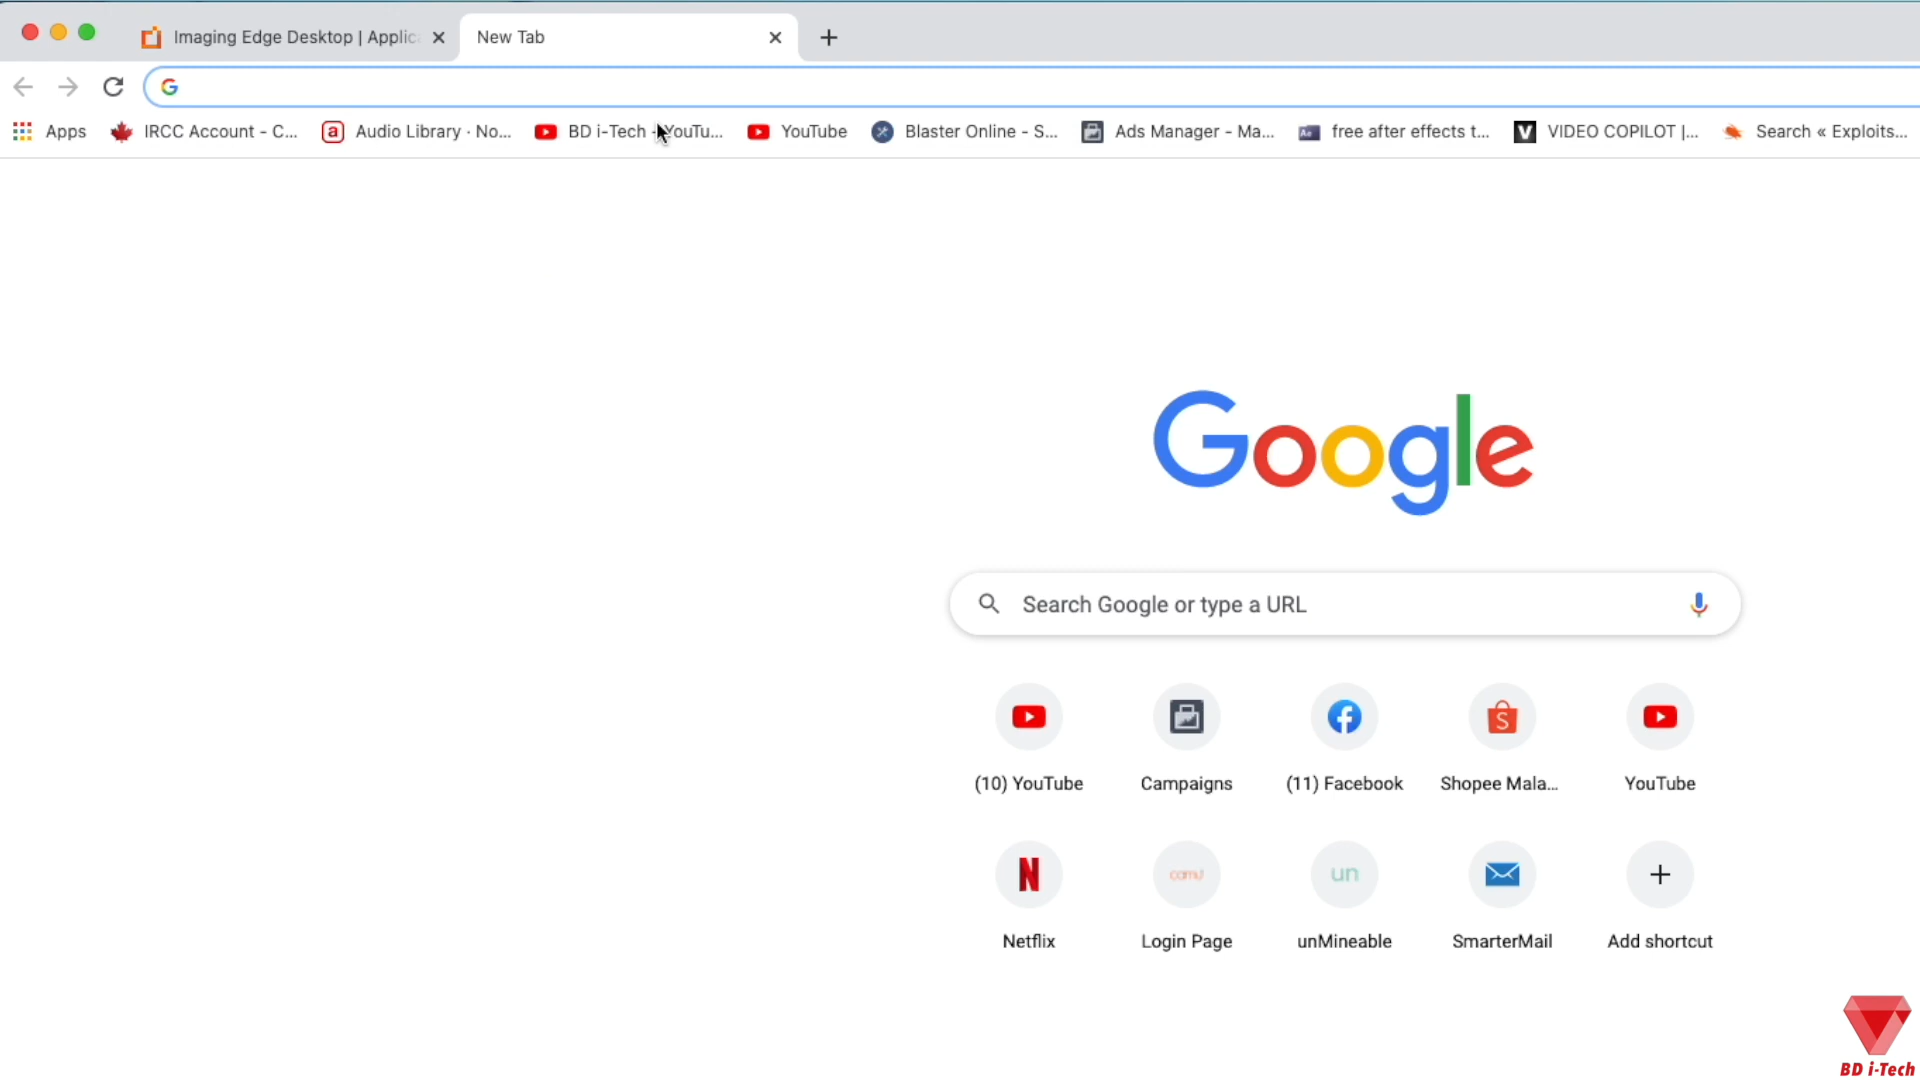 Imaging Edge Desktop | Applic
New Tab
Apps
IRCC Account - C...
Audio Library · No...
BD i-Tech - YouTu...
YouTube
Blaster Online - S...
Ads Manager - Ma...
free after effects t...
VIDEO COPILOT |...
Search « Exploits...
Google
Search Google or type a URL
(10) YouTube
Campaigns
(11) Facebook
Shopee Mala...
YouTube
camu
un
Netflix
Login Page
unMineable
SmarterMail
Add shortcut
BD i-Tech